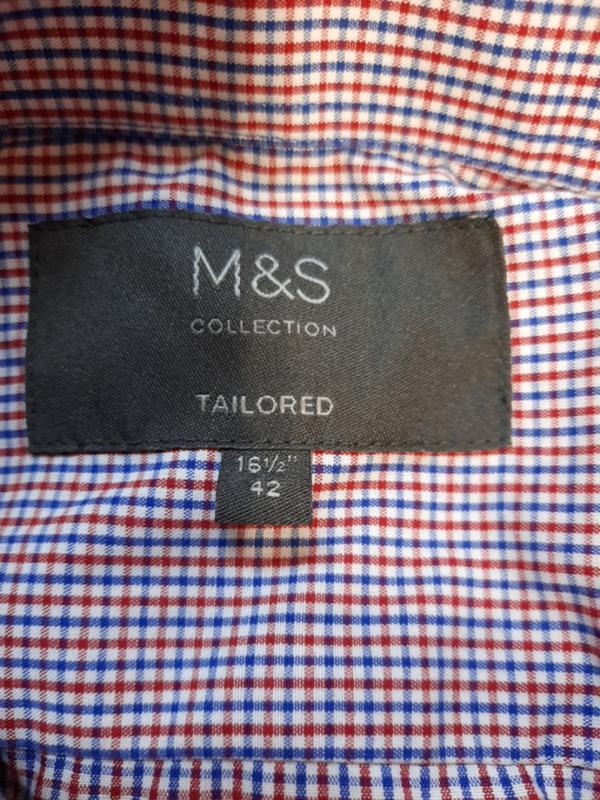 M&S
COLLECTION
TAILORED
16½"
42